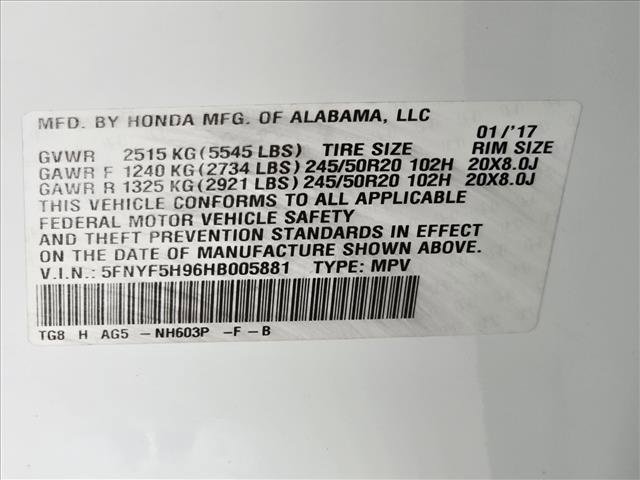 MFD. BY HONDA MFG. OF ALABAMA, LLC
01/'17
GVWR 2515 KG(5545 LBS) TIRE SIZE RIM SIZE
GAWR F 1240 KG(2734 LBS)245/50R20 102H 20X8.0J
GAWR R 1325 KG(2921 LBS)245/50R20 102H 20X8.0J
THIS VEHICLE CONFORMS TO ALL APPLICABLE
FEDERAL MOTOR VEHICLE SAFETY
AND THEFT PREVENTION STANDARDS IN EFFECT
ON THE DATE OF MANUFACTURE SHOWN ABOVE.
V.I.N.: 5FNYF5H96HB005881 TYPE: MPV
TG8 H AG5 -NH603P -F-B